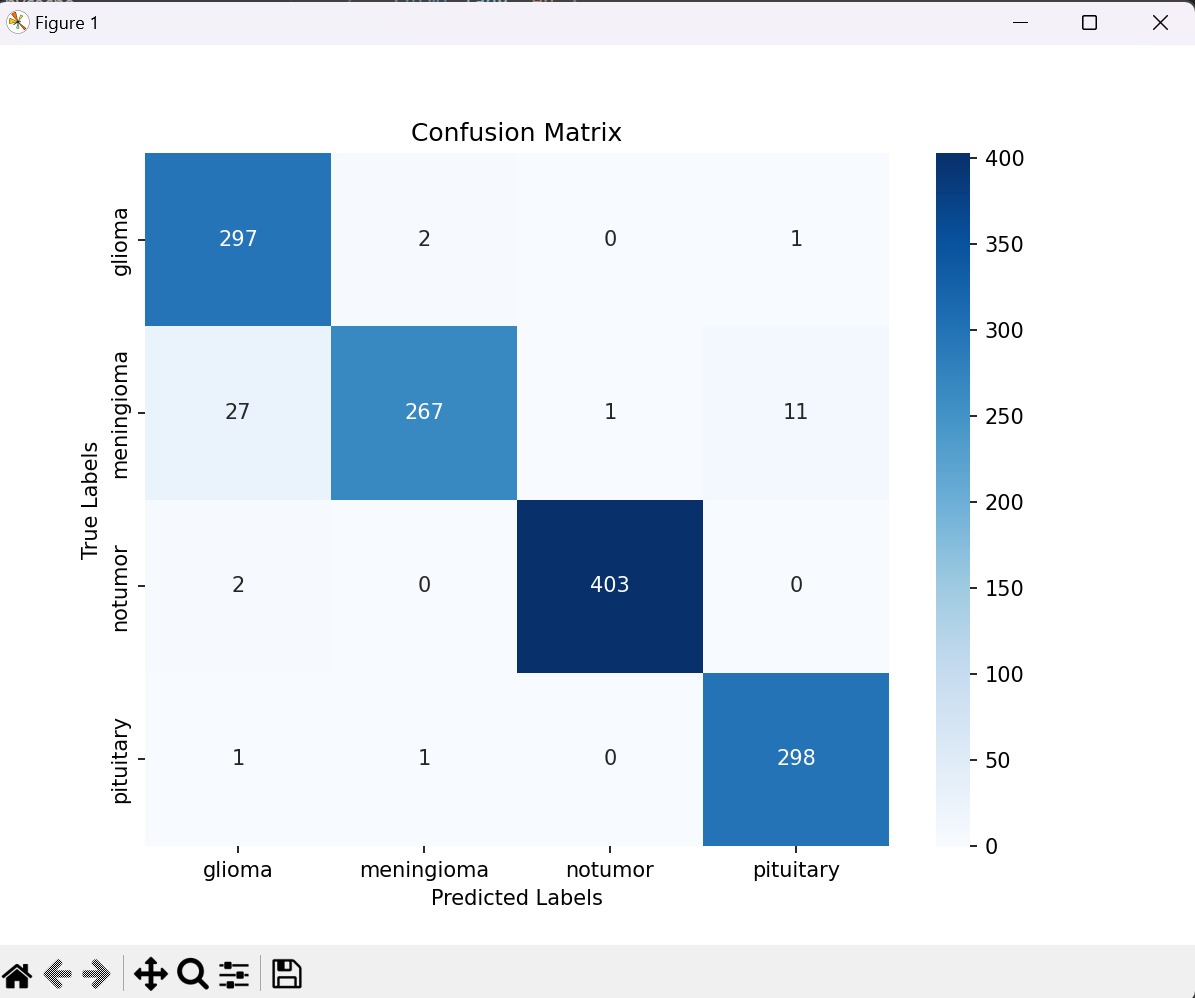 Figure 1
Confusion Matrix
glioma 297 2 0 1
meningioma 27 267 1 11
notumor 2 0 403 0
pituitary 1 1 0 298
True Labels
glioma meningioma notumor pituitary
Predicted Labels
400
350
300
250
200
150
100
50
0